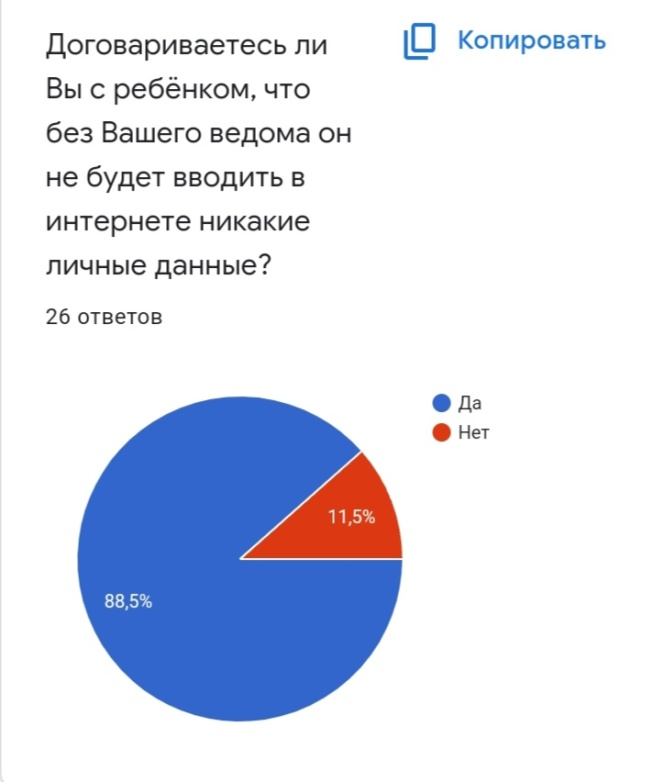 Договариваетесь ли
Вы с ребёнком, что
без Вашего ведома он
не будет вводить в
интернете никакие
личные данные?
Копировать
26 ответов
Да
Нет
11,5%
88,5%